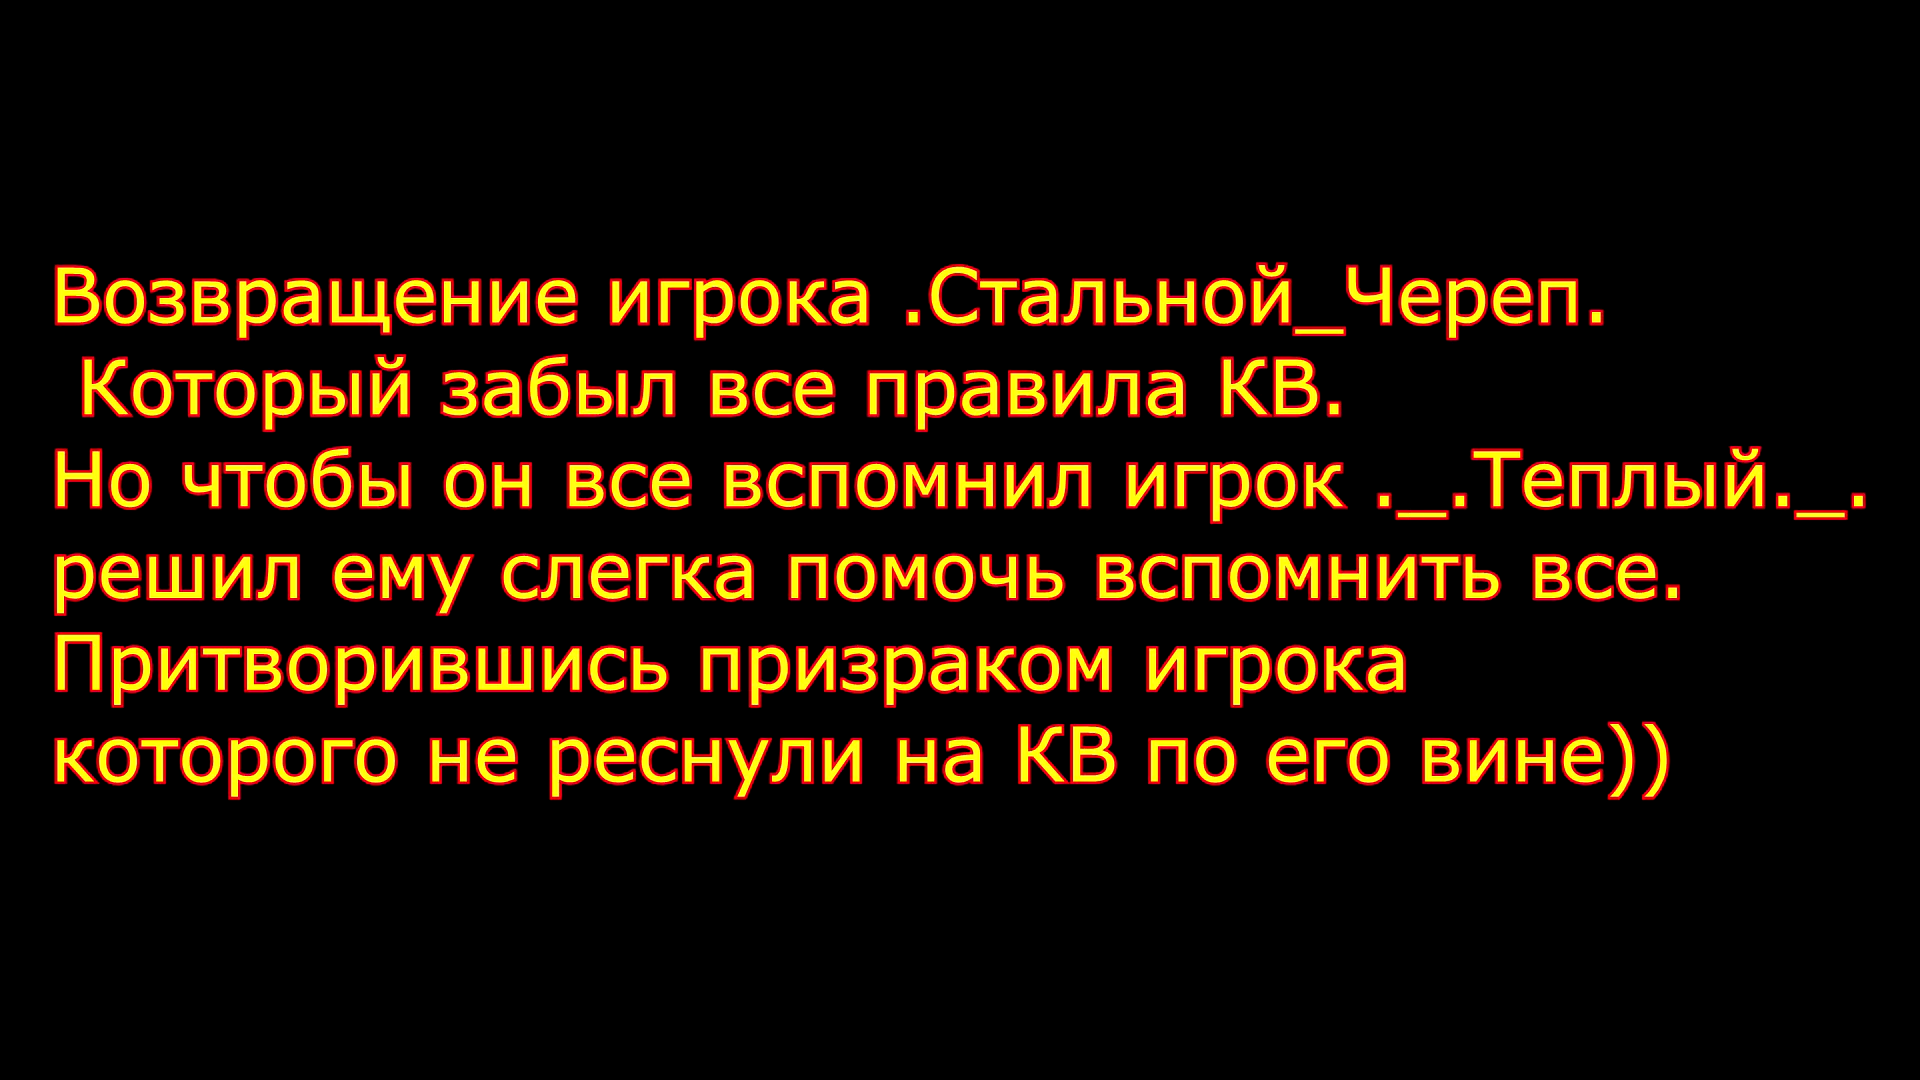 Возвращение игрока .Стальной_Череп.
Который забыл все правила КВ.
Но чтобы он все вспомнил игрок ._.Теплый._.
решил ему слегка помочь вспомнить все.
Притворившись призраком игрока
которого не реснули на КВ по его вине))